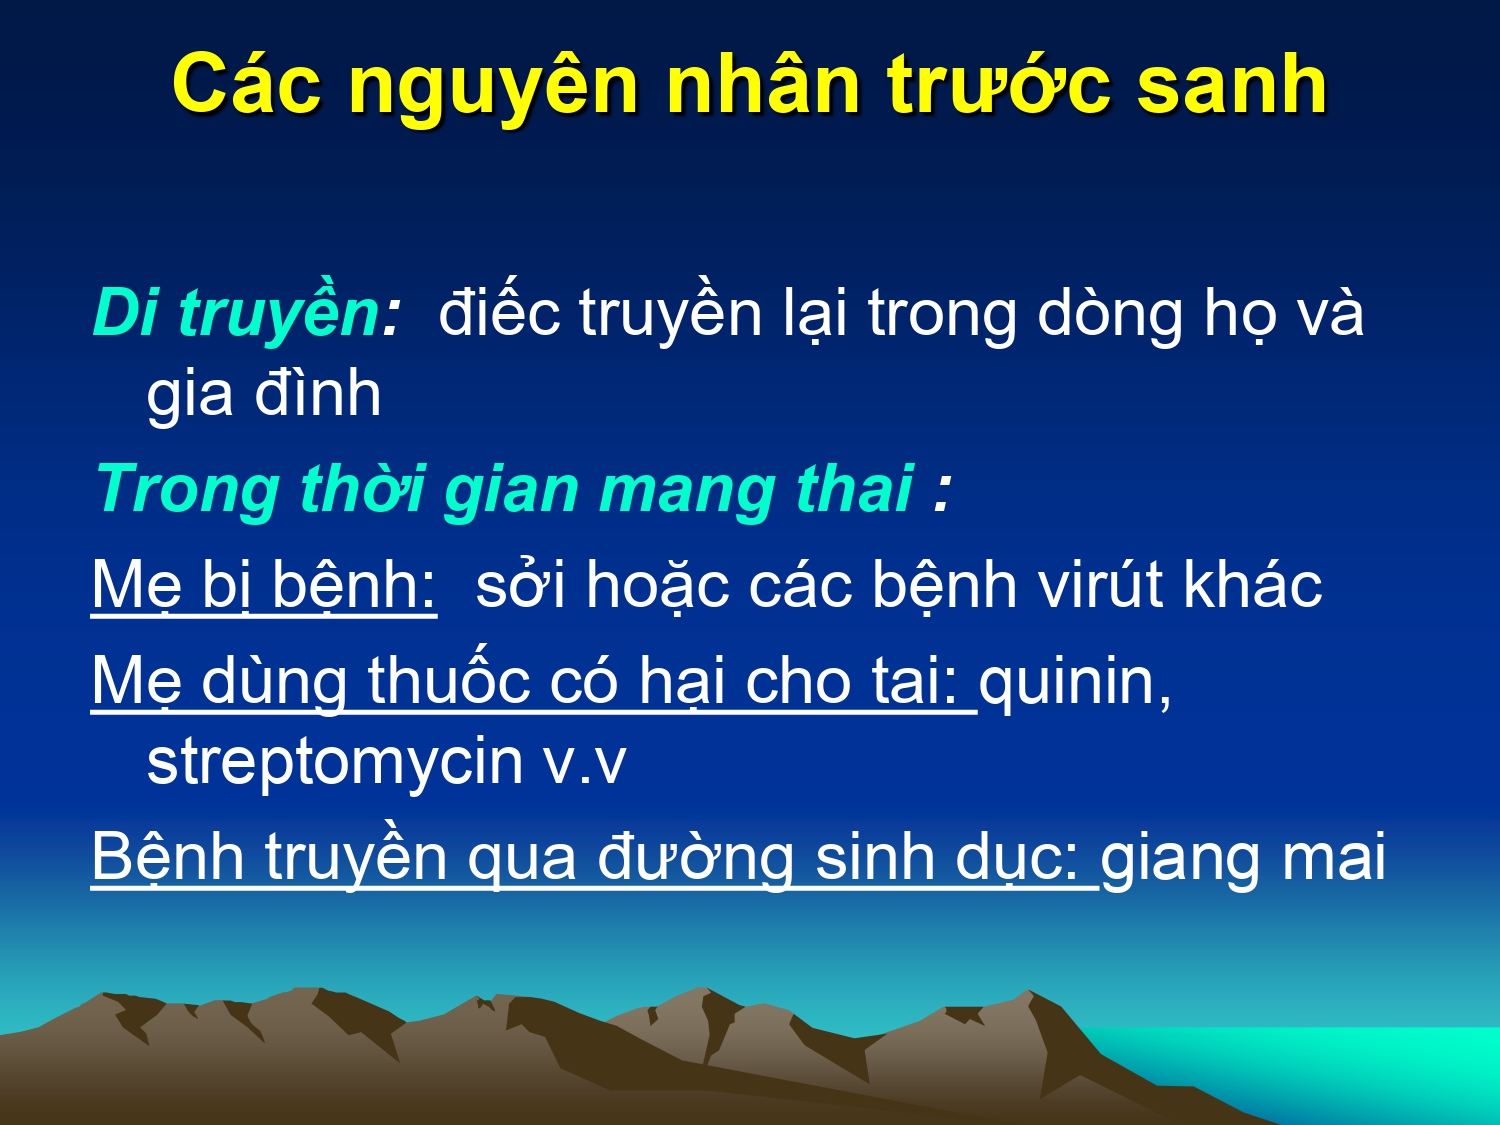 Các nguyên nhân trước sanh
Di truyền: điếc truyền lại trong dòng họ và
gia đình
Trong thời gian mang thai :
Mẹ bị bệnh: sởi hoặc các bệnh virút khác
Mẹ dùng thuốc có hại cho tai: quinin,
streptomycin v.v
Bệnh truyền qua đường sinh dục: giang mai